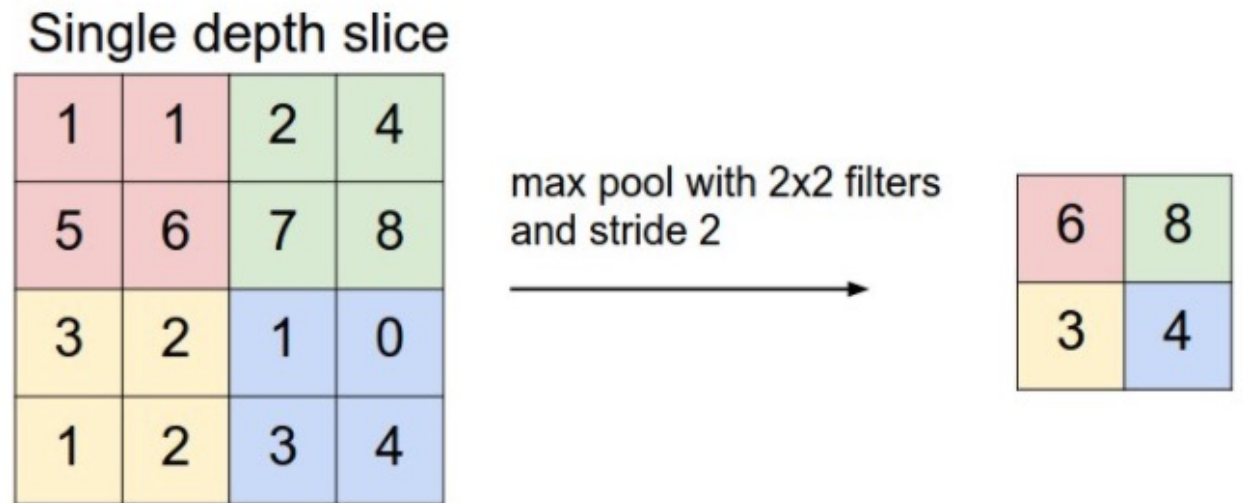 Single depth slice
1 1 2 4
5 6 7 8
3 2 1 0
1 2 3 4
max pool with 2x2 filters
and stride 2
6 8
3 4